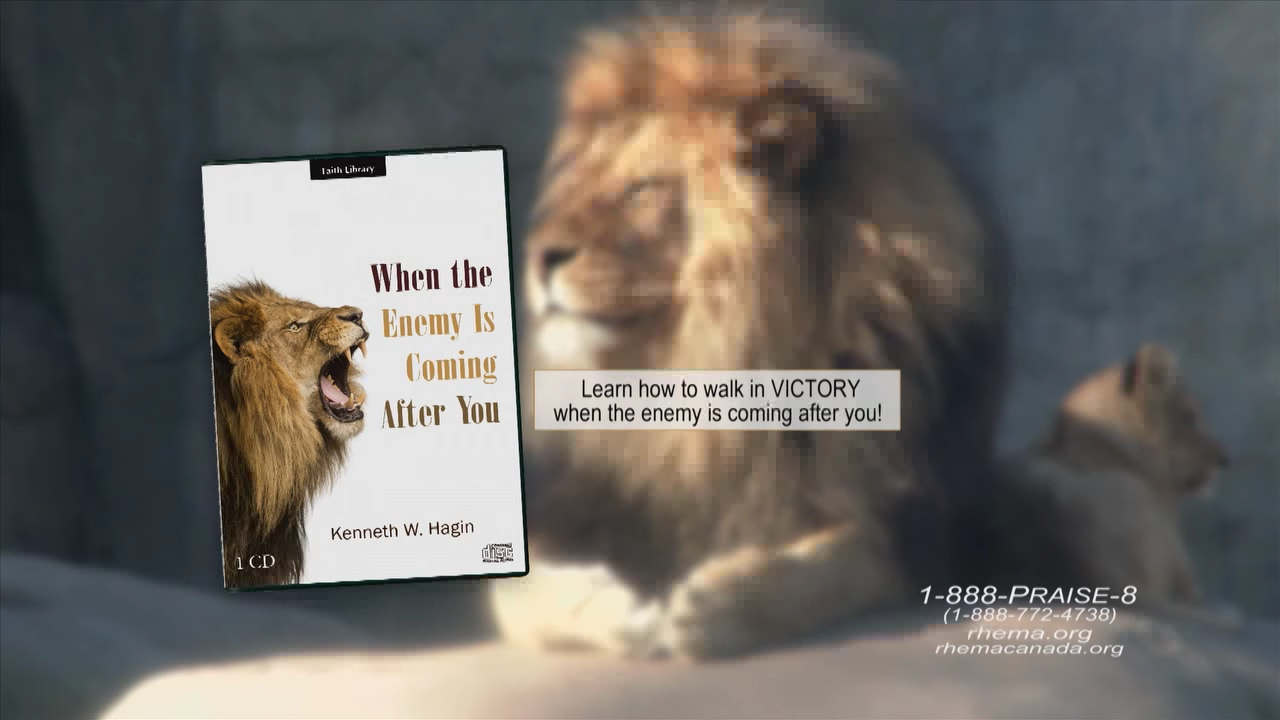 Faith Library
When the
Enemy Is
Coming
After You
Kenneth W. Hagin
1 CD
disc
Learn how to walk in VICTORY
when the enemy is coming after you!
1-888-PRAISE-8
(1-888-772-4738)
rhema.org
rhemacanada.org